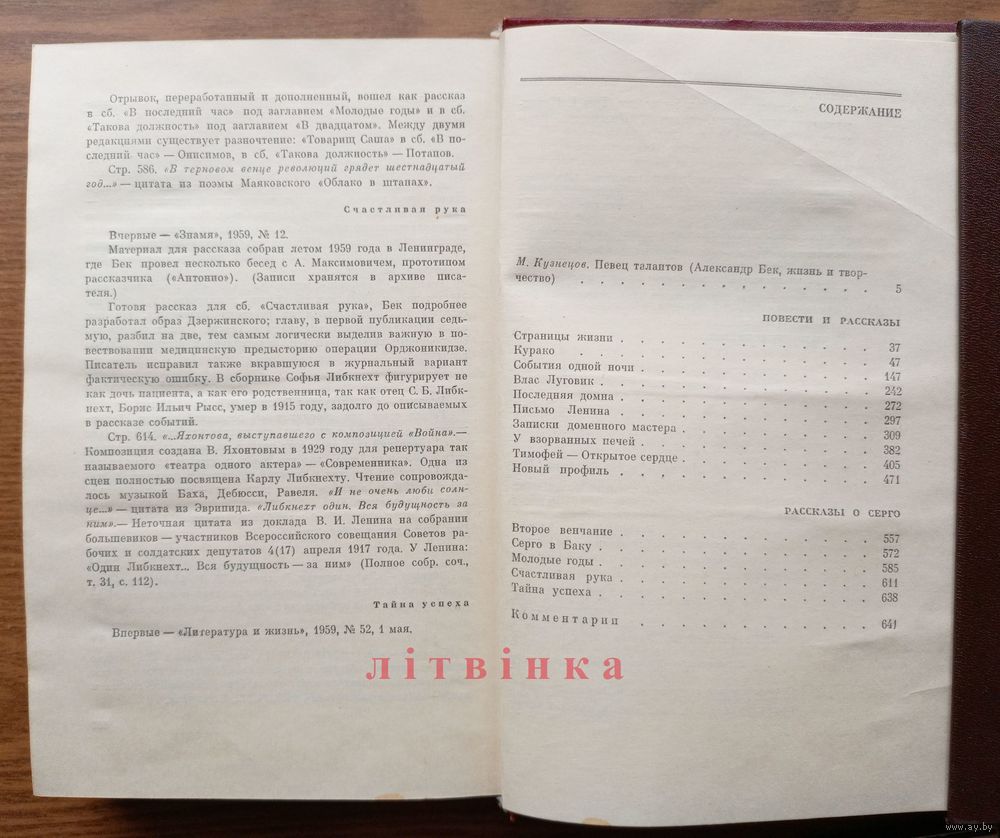 Отрывок, переработанный и дополненный, вошел как рассказ
в сб. «В последний час» под заглавием «Молодые годы» и в сб.
«Такова должность» под заглавием «В двадцатом». Между двумя
редакциями существует разночтение: «Товарищ Саша» в сб. «В по-
следний час» — Онисимов, в сб. «Такова должность» — Потапов.
Стр. 586. «В терновом венце революций грядет шестнадцатый
год...» — цитата из поэмы Маяковского «Облако в штанах».
Счастливая рука
Впервые — «Знамя», 1959, № 12.
Материал для рассказа собран летом 1959 года в Ленинграде,
где Бек провел несколько бесед с А. Максимовичем, прототипом
рассказчика («Антонио»). (Записи хранятся в архиве писа-
теля.)
Готовя рассказ для сб. «Счастливая рука», Бек подробнее
разработал образ Дзержинского; главу, в первой публикации седь-
мую, разбил на две, тем самым логически выделив важную в по-
вествовании медицинскую предысторию операции Орджоникидзе.
Писатель исправил также вкравшуюся в журнальный вариант
фактическую ошибку. В сборнике Софья Либкнехт фигурирует не
как дочь пациента, а как его родственница, так как отец С. Б. Либк-
нехт, Борис Ильич Рысс, умер в 1915 году, задолго до описываемых
в рассказе событий.
Стр. 614. «...Яхонтова, выступавшего с композицией «Война».—
Композиция создана В. Яхонтовым в 1929 году для репертуара так
называемого «театра одного актера» — «Современника». Одна из
сцен полностью посвящена Карлу Либкнехту. Чтение сопровожда-
лось музыкой Баха, Дебюсси, Равеля. «И не очень люби солн-
це...» — цитата из Эврипида. «Либкнехт один. Вся будущность за
ним».— Неточная цитата из доклада В. И. Ленина на собрании
большевиков — участников Всероссийского совещания Советов ра-
бочих и солдатских депутатов 4(17) апреля 1917 года. У Ленина:
«Один Либкнехт... Вся будущность — за ним» (Полное собр. соч.,
т. 31, с. 112).
Тайна успеха
Впервые — «Литература и жизнь», 1959, № 52, 1 мая.
СОДЕРЖАНИЕ
М. Кузнецов. Певец талантов (Александр Бек, жизнь и твор-
чество) . . . . . . . . . . . . 5
ПОВЕСТИ И РАССКАЗЫ
Страницы жизни . . . . . . . . . . 37
Курако . . . . . . . . . . 47
События одной ночи . . . . . . . . . . 147
Влас Луговик . . . . . . . . . . 242
Последняя домна . . . . . . . . . . 272
Письмо Ленина . . . . . . . . . . 297
Записки доменного мастера . . . . . . . . . . 309
У взорванных печей . . . . . . . . . . 382
Тимофей — Открытое сердце . . . . . . . . . . 405
Новый профиль . . . . . . . . . . 471
РАССКАЗЫ О СЕРГО
Второе венчание . . . . . . . . . . 557
Серго в Баку . . . . . . . . . . 572
Молодые годы . . . . . . . . . . 585
Счастливая рука . . . . . . . . . . 611
Тайна успеха . . . . . . . . . . 638
Комментарии . . . . . . . . . . 641
літвінка
© www.ay.by